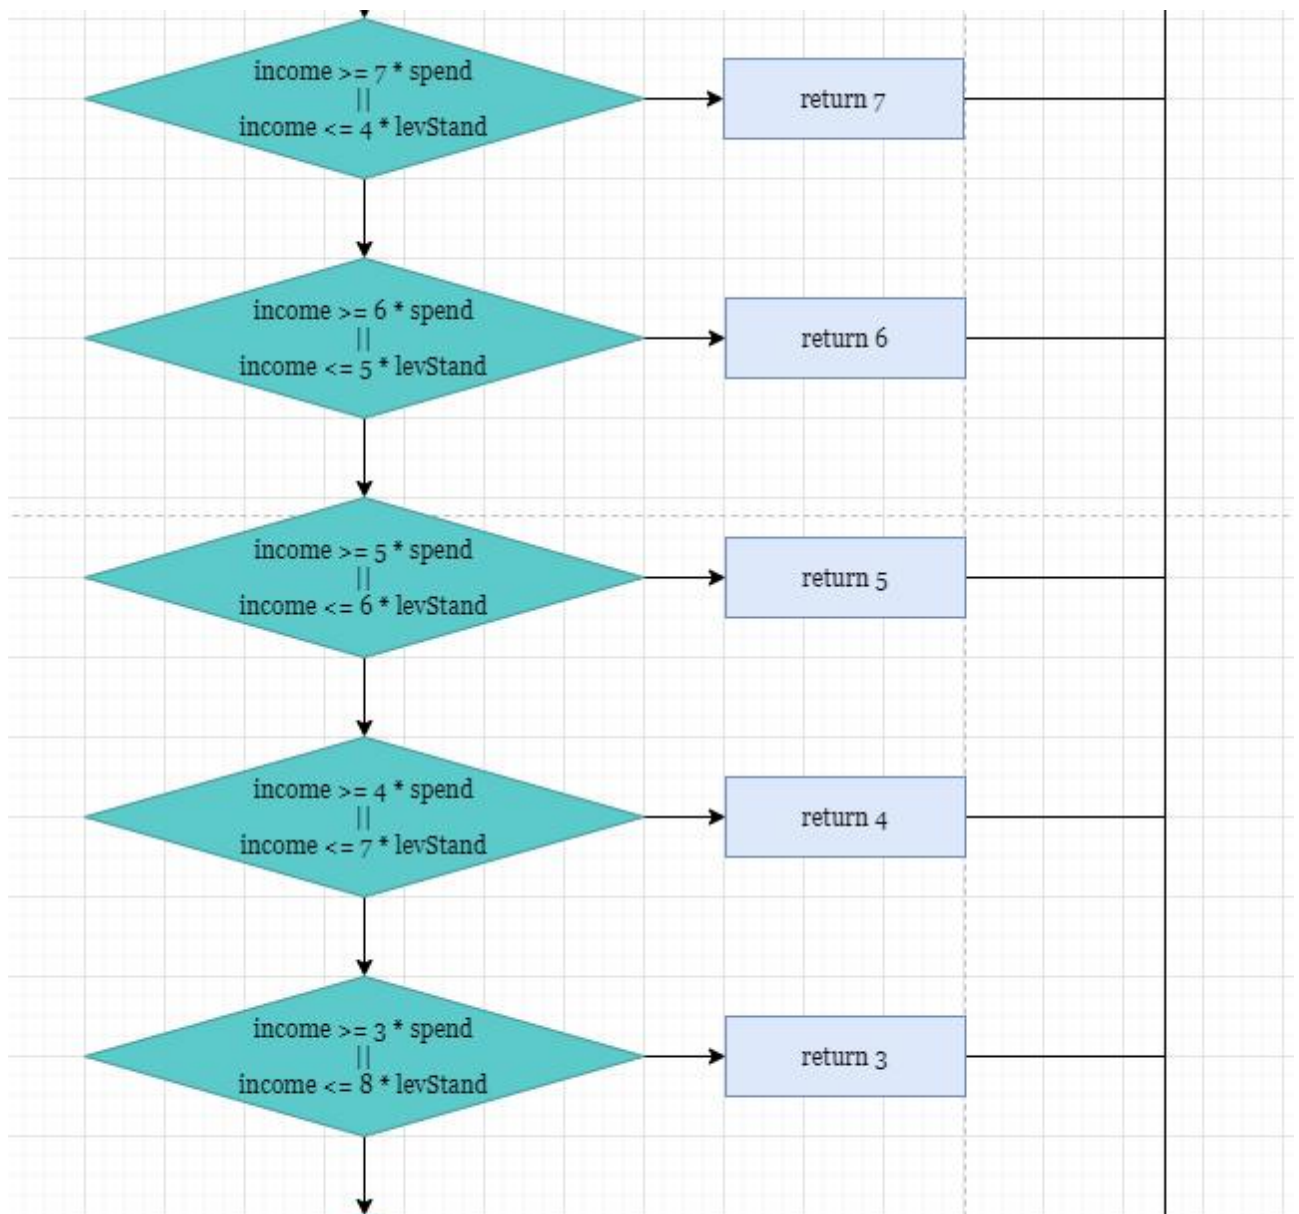 income >= 7 * spend
||
income <= 4 * levStand
return 7
income >= 6 * spend
||
income <= 5 * levStand
return 6
income >= 5 * spend
||
income <= 6 * levStand
return 5
income >= 4 * spend
||
income <= 7 * levStand
return 4
income >= 3 * spend
||
income <= 8 * levStand
return 3